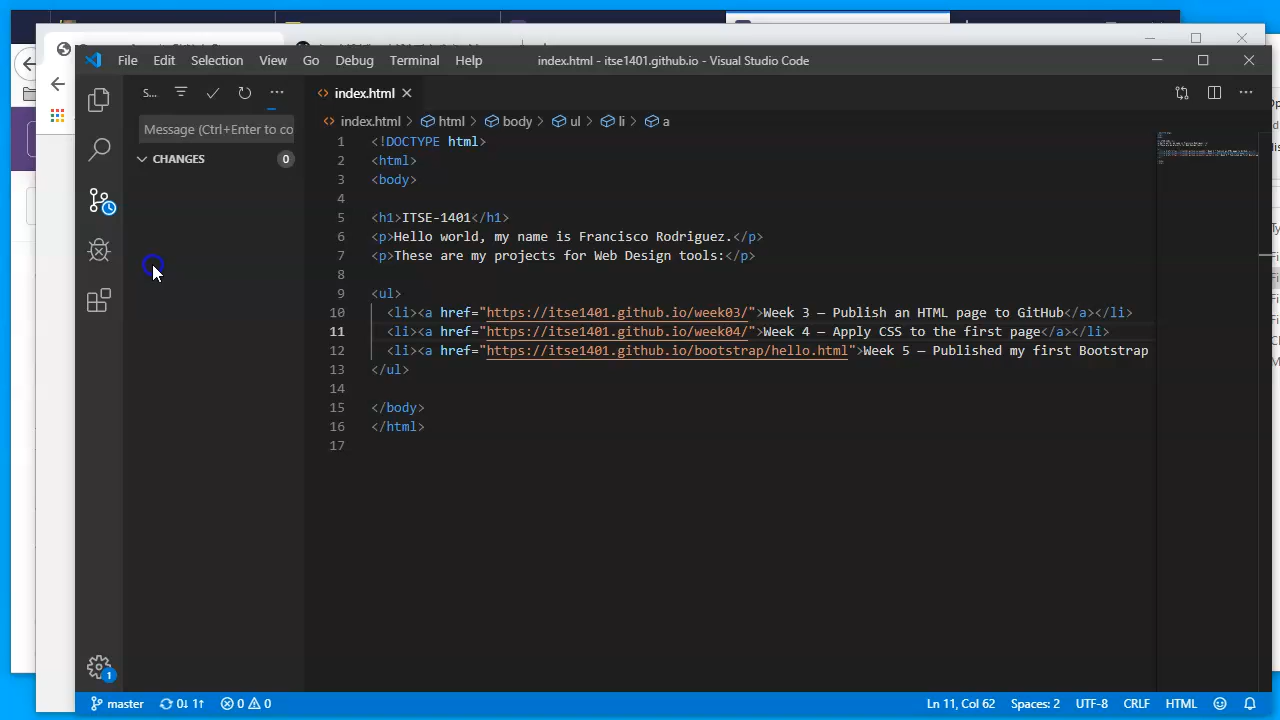 File Edit Selection View Go Debug Terminal Help
index.html - itse1401.github.io - Visual Studio Code
S...
index.html
Message (Ctrl+Enter to co
index.html > html > body > ul > li > a
CHANGES 0
1 <!DOCTYPE html>
2 <html>
3 <body>
4
5 <h1>ITSE-1401</h1>
6 <p>Hello world, my name is Francisco Rodriguez.</p>
7 <p>These are my projects for Web Design tools:</p>
8
9 <ul>
10 <li><a href="https://itse1401.github.io/week03/">Week 3 – Publish an HTML page to GitHub</a></li>
11 <li><a href="https://itse1401.github.io/week04/">Week 4 – Apply CSS to the first page</a></li>
12 <li><a href="https://itse1401.github.io/bootstrap/hello.html">Week 5 – Published my first Bootstrap
13 </ul>
14
15 </body>
16 </html>
17
1
master 0↓ 1↑ 0 0
Ln 11, Col 62 Spaces: 2 UTF-8 CRLF HTML